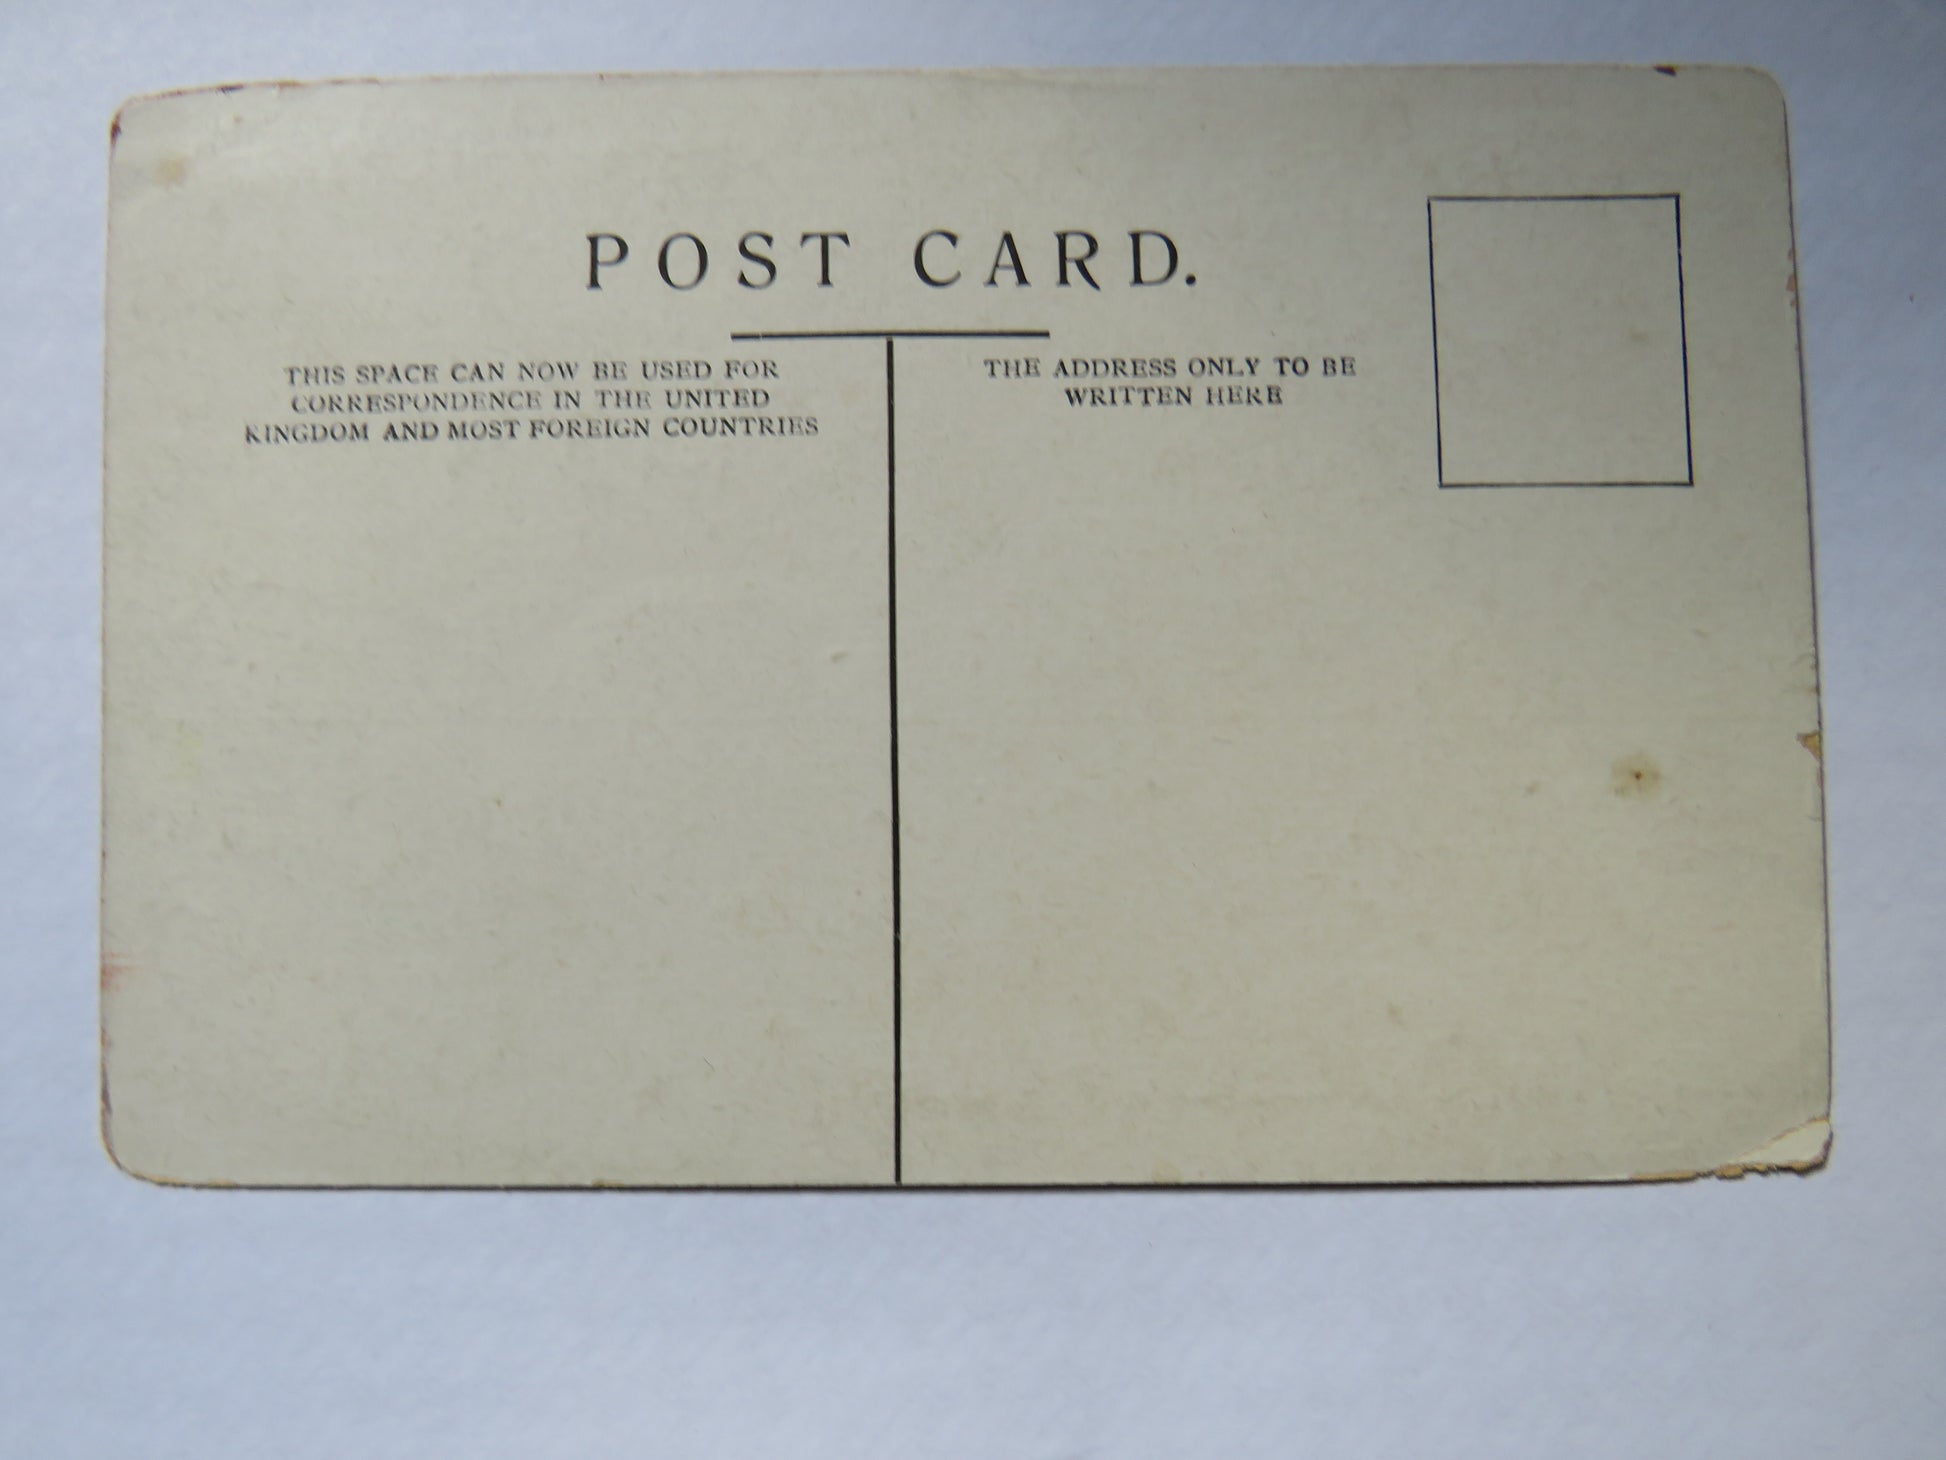 POST CARD.
THIS SPACE CAN NOW BE USED FOR
CORRESPONDENCE IN THE UNITED
KINGDOM AND MOST FOREIGN COUNTRIES
THE ADDRESS ONLY TO BE
WRITTEN HERE